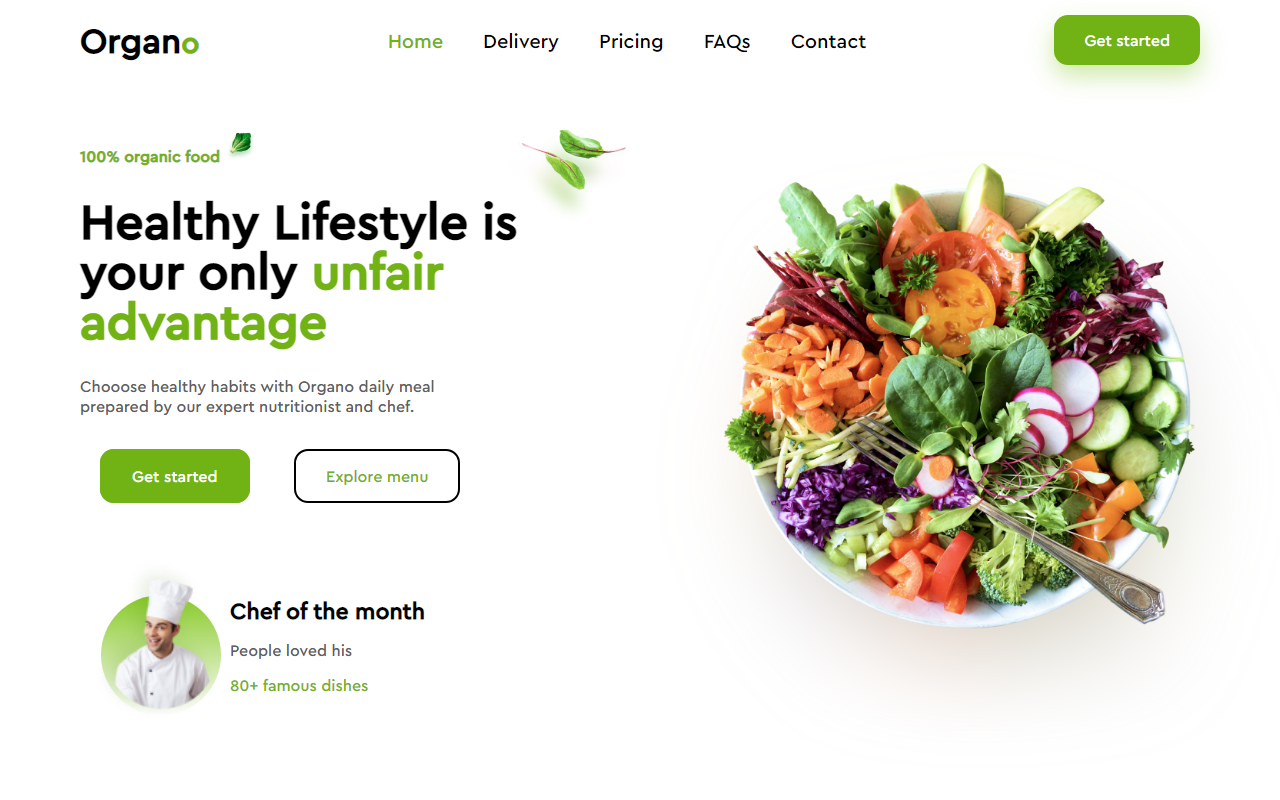 Organo
Home Delivery Pricing FAQs Contact
Get started
100% organic food
Healthy Lifestyle is
your only unfair
advantage
Chooose healthy habits with Organo daily meal
prepared by our expert nutritionist and chef.
Get started
Explore menu
Chef of the month
People loved his
80+ famous dishes